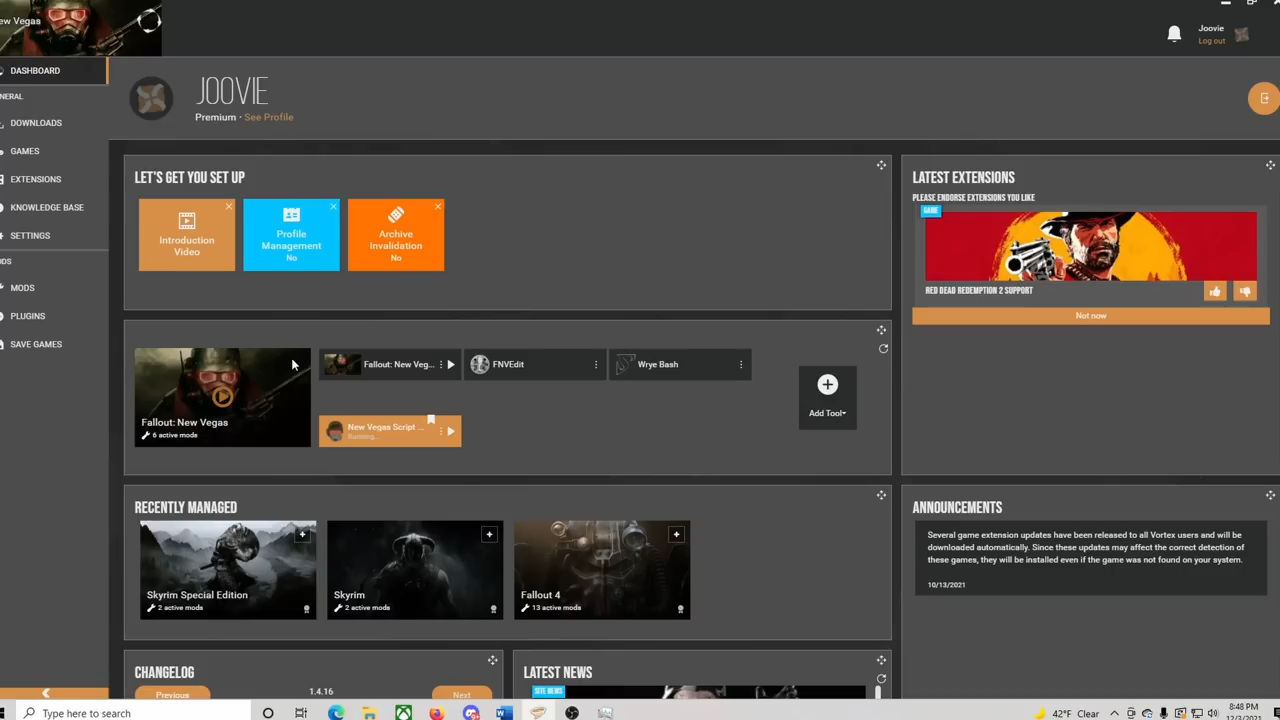 ew Vegas
Joovie
Log out
DASHBOARD
NERAL
DOWNLOADS
GAMES
EXTENSIONS
KNOWLEDGE BASE
SETTINGS
ODS
MODS
PLUGINS
SAVE GAMES
JOOVIE
Premium · See Profile
LET'S GET YOU SET UP
Introduction
Video
Profile
Management
No
Archive
Invalidation
No
LATEST EXTENSIONS
PLEASE ENDORSE EXTENSIONS YOU LIKE
GAME
RED DEAD REDEMPTION 2 SUPPORT
Not now
Fallout: New Vegas
6 active mods
Fallout: New Veg...
FNVEdit
Wrye Bash
New Vegas Script ...
Running...
Add Tool
RECENTLY MANAGED
Skyrim Special Edition
2 active mods
Skyrim
2 active mods
Fallout 4
13 active mods
ANNOUNCEMENTS
Several game extension updates have been released to all Vortex users and will be
downloaded automatically. Since these updates may affect the correct detection of
these games, they will be installed even if the game was not found on your system.
10/13/2021
CHANGELOG
Previous
1.4.16
Next
LATEST NEWS
SITE NEWS
Type here to search
42°F Clear
8:48 PM
12/3/2021